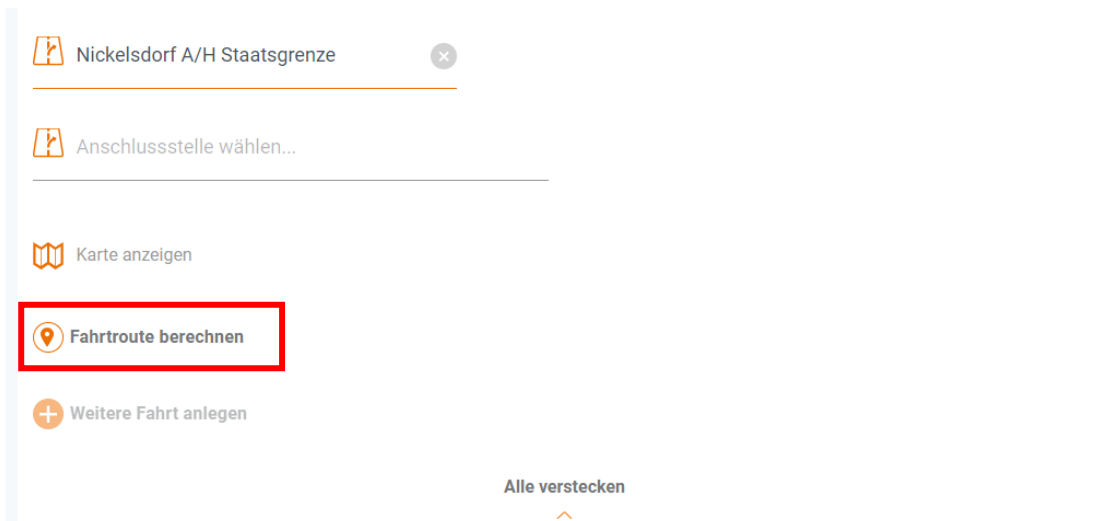 Nickelsdorf A/H Staatsgrenze
Anschlussstelle wählen...
Karte anzeigen
Fahrtroute berechnen
Weitere Fahrt anlegen
Alle verstecken